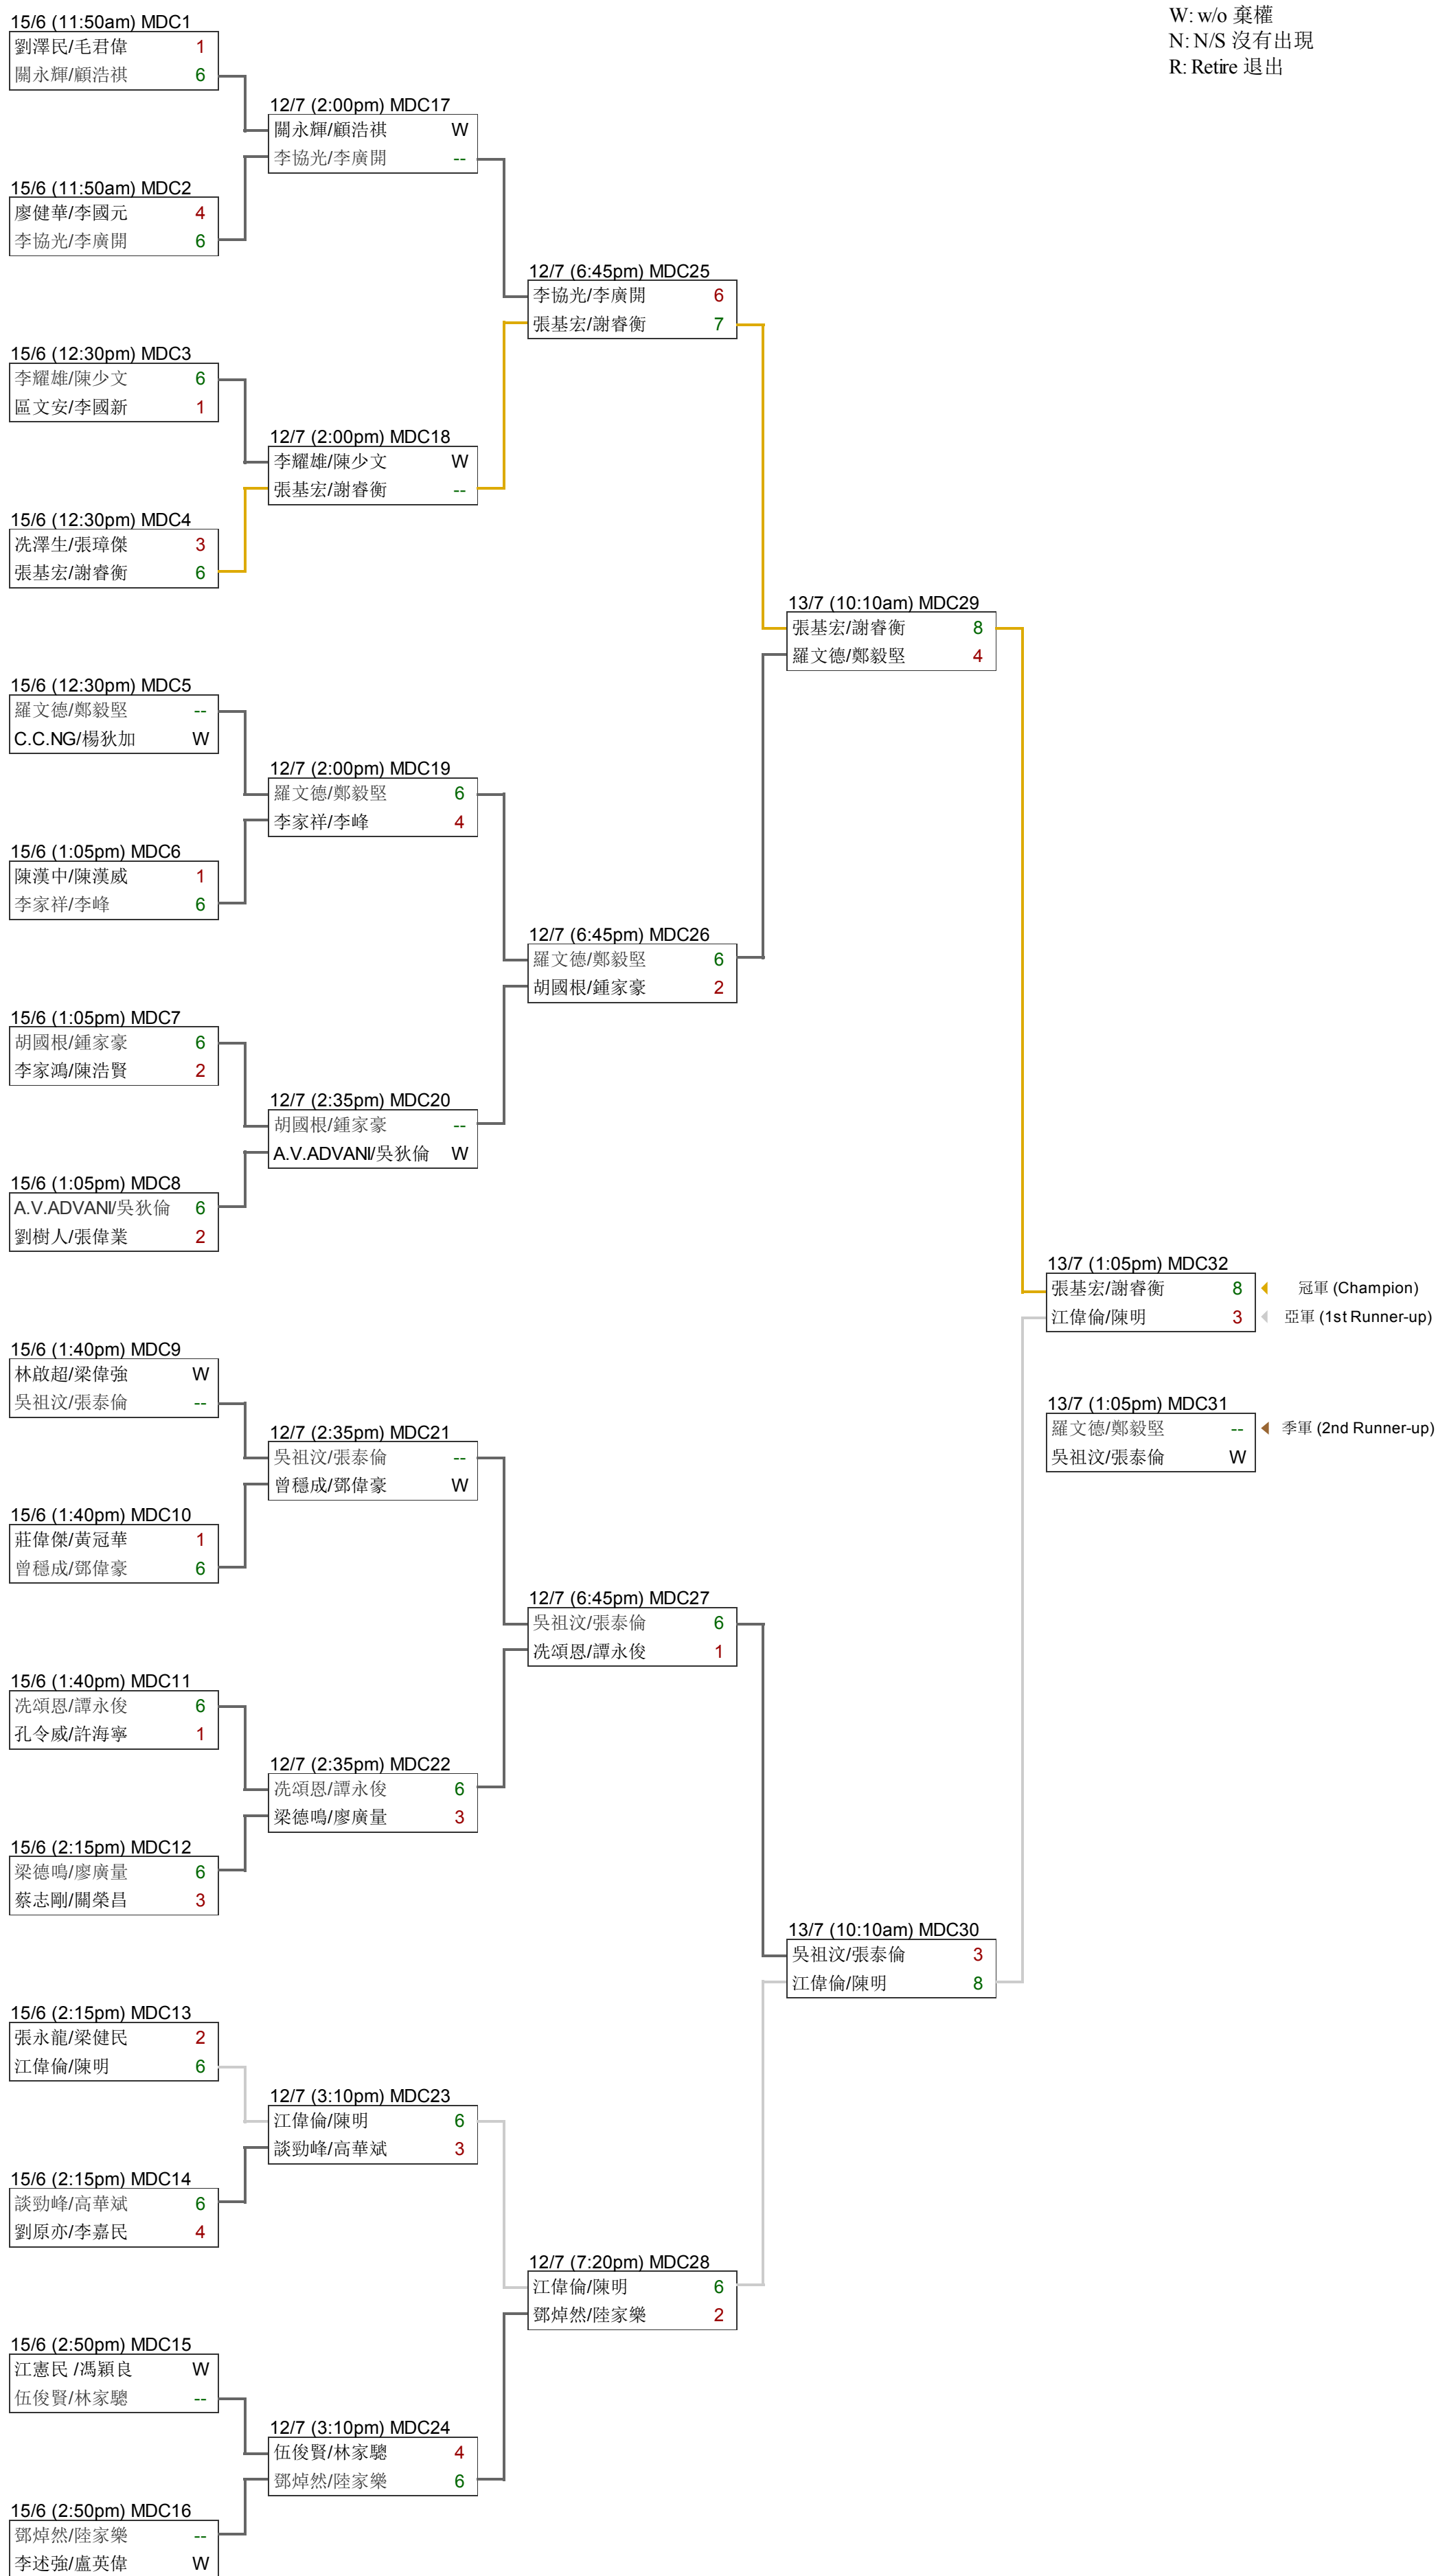 W: w/o 棄權
N: N/S 沒有出現
R: Retire 退出
15/6 (11:50am) MDC1
劉澤民/毛君偉 1
關永輝/顧浩祺 6
12/7 (2:00pm) MDC17
關永輝/顧浩祺 W
李協光/李廣開 --
15/6 (11:50am) MDC2
廖健華/李國元 4
李協光/李廣開 6
12/7 (6:45pm) MDC25
李協光/李廣開 6
張基宏/謝睿衡 7
15/6 (12:30pm) MDC3
李耀雄/陳少文 6
區文安/李國新 1
12/7 (2:00pm) MDC18
李耀雄/陳少文 W
張基宏/謝睿衡 --
15/6 (12:30pm) MDC4
冼澤生/張璋傑 3
張基宏/謝睿衡 6
13/7 (10:10am) MDC29
張基宏/謝睿衡 8
羅文德/鄭毅堅 4
15/6 (12:30pm) MDC5
羅文德/鄭毅堅 --
C.C.NG/楊狄加 W
12/7 (2:00pm) MDC19
羅文德/鄭毅堅 6
李家祥/李峰 4
15/6 (1:05pm) MDC6
陳漢中/陳漢威 1
李家祥/李峰 6
12/7 (6:45pm) MDC26
羅文德/鄭毅堅 6
胡國根/鍾家豪 2
15/6 (1:05pm) MDC7
胡國根/鍾家豪 6
李家鴻/陳浩賢 2
12/7 (2:35pm) MDC20
胡國根/鍾家豪 --
A.V.ADVANI/吳狄倫 W
15/6 (1:05pm) MDC8
A.V.ADVANI/吳狄倫 6
劉樹人/張偉業 2
13/7 (1:05pm) MDC32
張基宏/謝睿衡 8 冠軍 (Champion)
江偉倫/陳明 3 亞軍 (1st Runner-up)
15/6 (1:40pm) MDC9
林啟超/梁偉強 W
吳祖汶/張泰倫 --
13/7 (1:05pm) MDC31
羅文德/鄭毅堅 -- 季軍 (2nd Runner-up)
吳祖汶/張泰倫 W
12/7 (2:35pm) MDC21
吳祖汶/張泰倫 --
曾穩成/鄧偉豪 W
15/6 (1:40pm) MDC10
莊偉傑/黃冠華 1
曾穩成/鄧偉豪 6
12/7 (6:45pm) MDC27
吳祖汶/張泰倫 6
冼頌恩/譚永俊 1
15/6 (1:40pm) MDC11
冼頌恩/譚永俊 6
孔令威/許海寧 1
12/7 (2:35pm) MDC22
冼頌恩/譚永俊 6
梁德鳴/廖廣量 3
15/6 (2:15pm) MDC12
梁德鳴/廖廣量 6
蔡志剛/關榮昌 3
13/7 (10:10am) MDC30
吳祖汶/張泰倫 3
江偉倫/陳明 8
15/6 (2:15pm) MDC13
張永龍/梁健民 2
江偉倫/陳明 6
12/7 (3:10pm) MDC23
江偉倫/陳明 6
談勁峰/高華斌 3
15/6 (2:15pm) MDC14
談勁峰/高華斌 6
劉原亦/李嘉民 4
12/7 (7:20pm) MDC28
江偉倫/陳明 6
鄧焯然/陸家樂 2
15/6 (2:50pm) MDC15
江憲民 /馮穎良 W
伍俊賢/林家驄 --
12/7 (3:10pm) MDC24
伍俊賢/林家驄 4
鄧焯然/陸家樂 6
15/6 (2:50pm) MDC16
鄧焯然/陸家樂 --
李述強/盧英偉 W